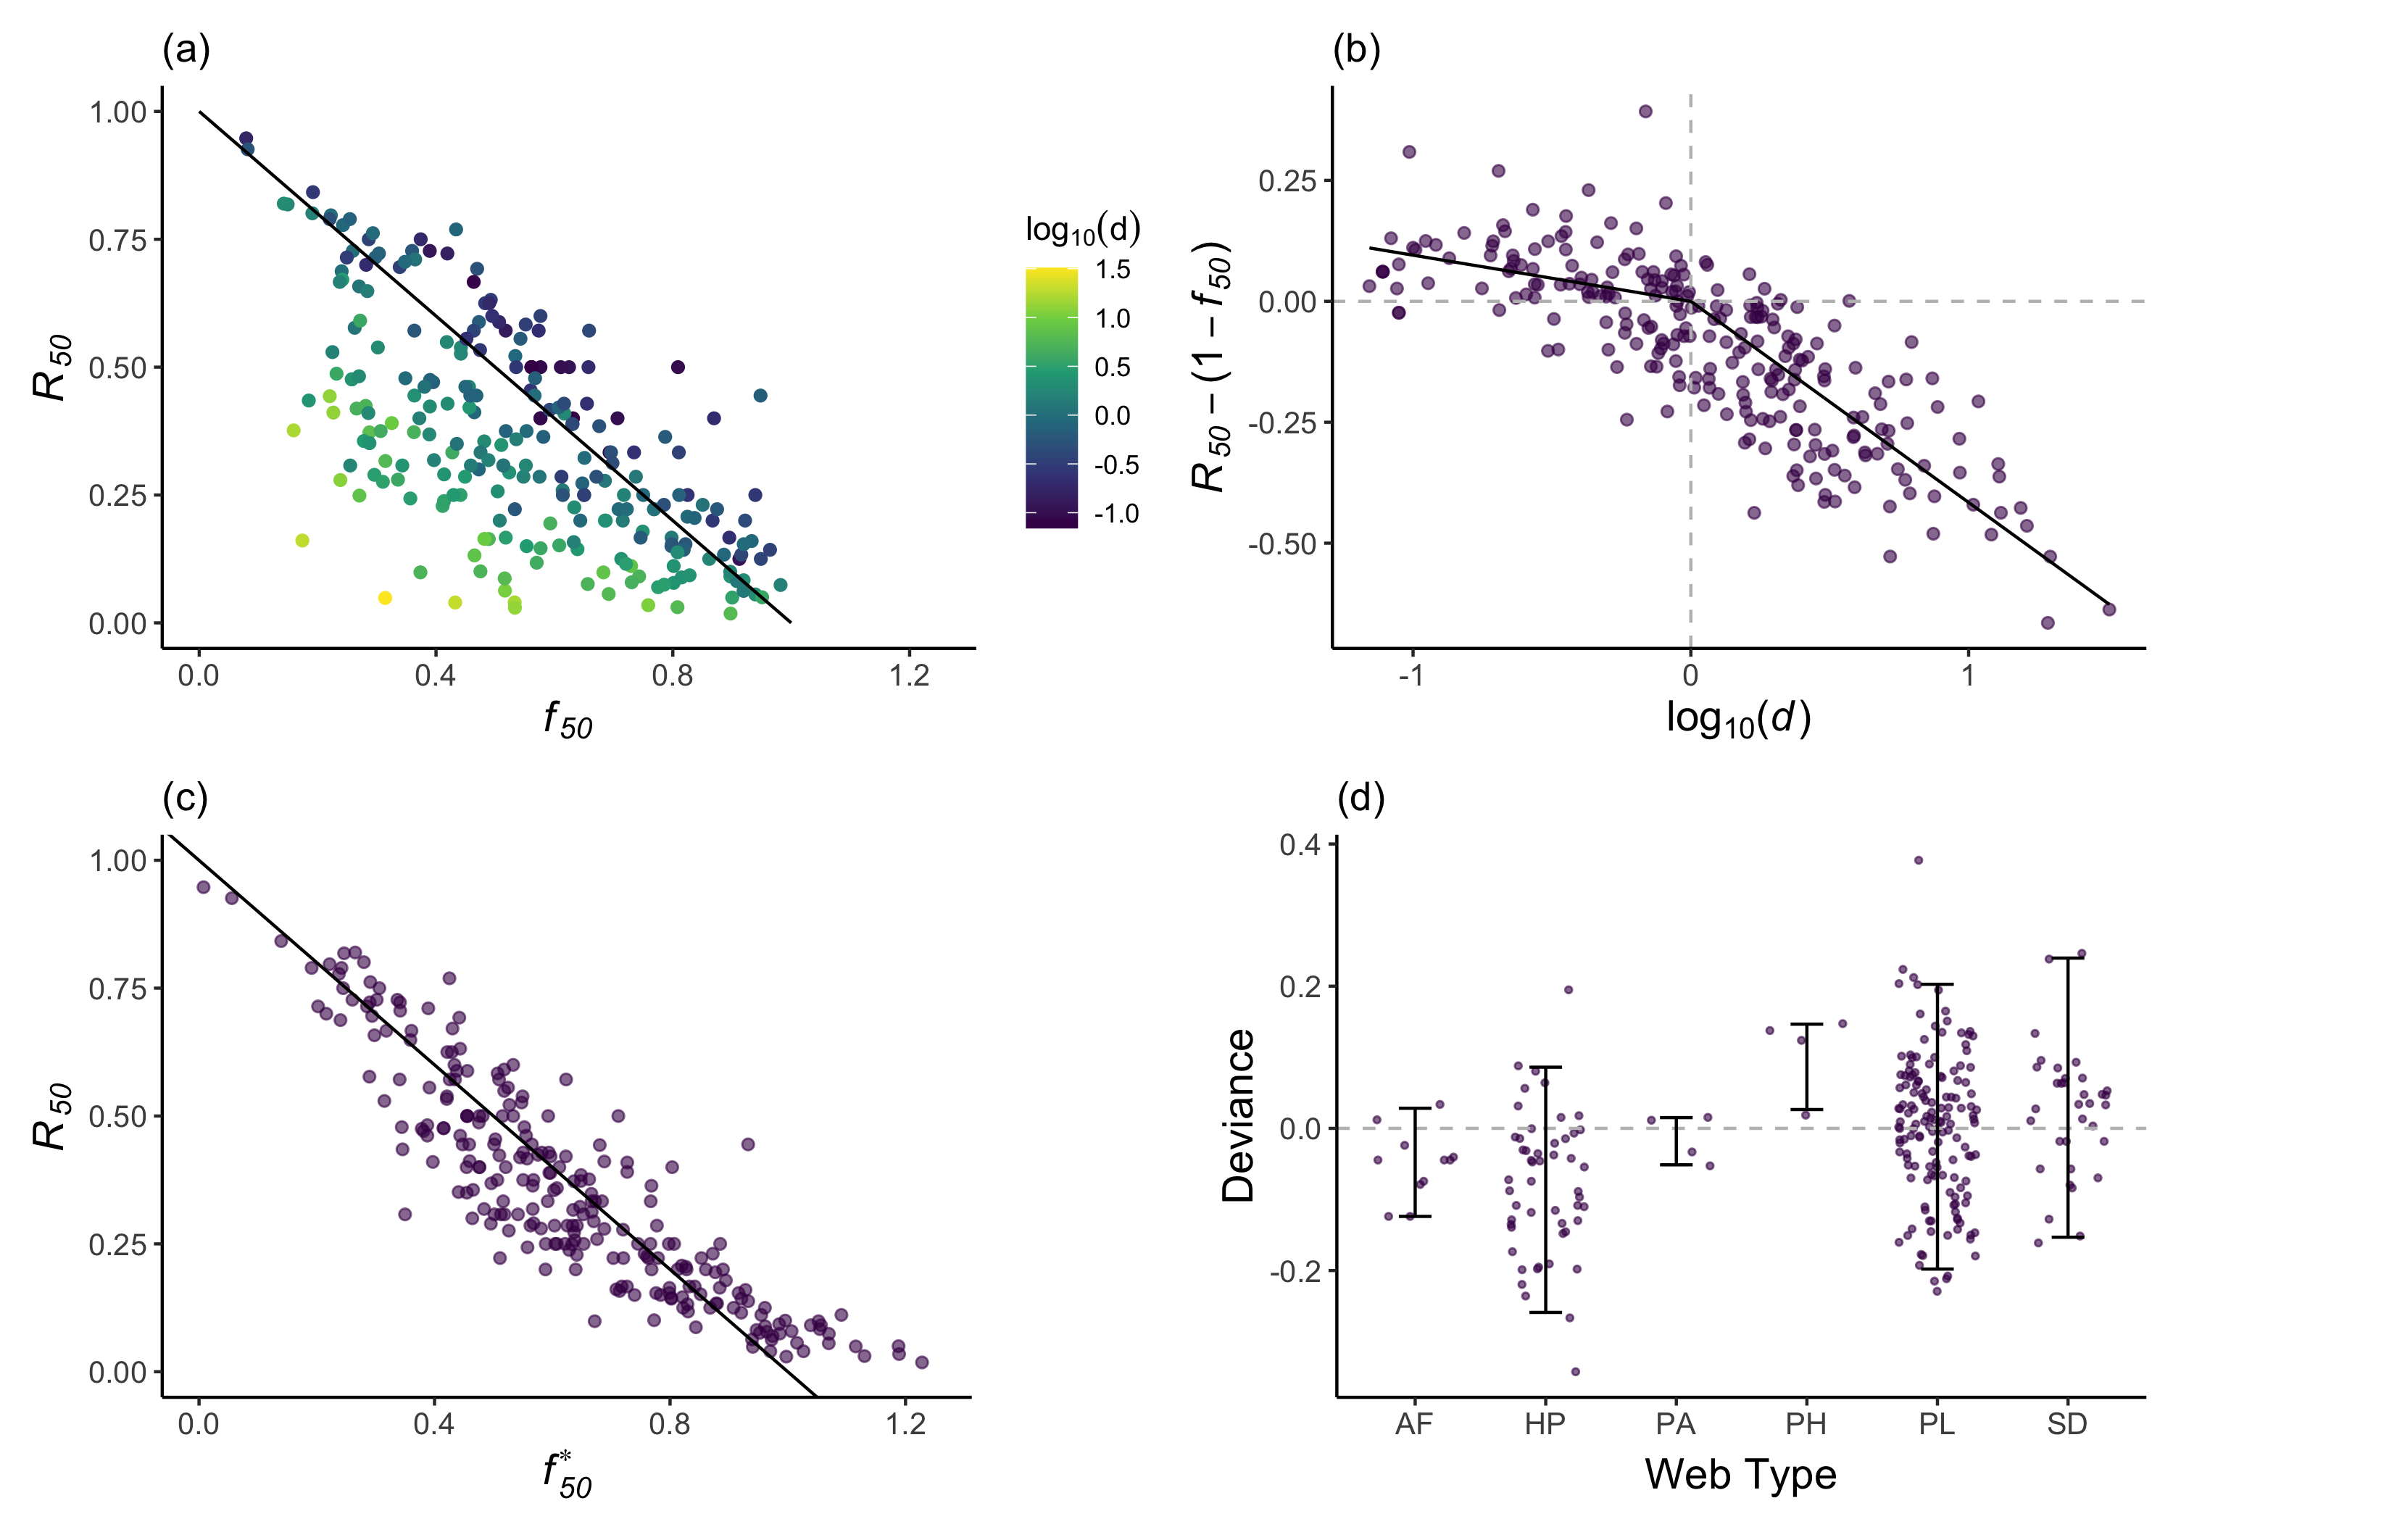 (a)
1.00
0.75
0.50
0.25
0.00
R50
0.0 0.4 0.8 1.2
f50
log10(d)
1.5
1.0
0.5
0.0
-0.5
-1.0
(b)
0.25
0.00
-0.25
-0.50
R50 − (1 − f50)
-1 0 1
log10(d)
(c)
1.00
0.75
0.50
0.25
0.00
R50
0.0 0.4 0.8 1.2
f*50
(d)
0.4
0.2
0.0
-0.2
Deviance
AF HP PA PH PL SD
Web Type